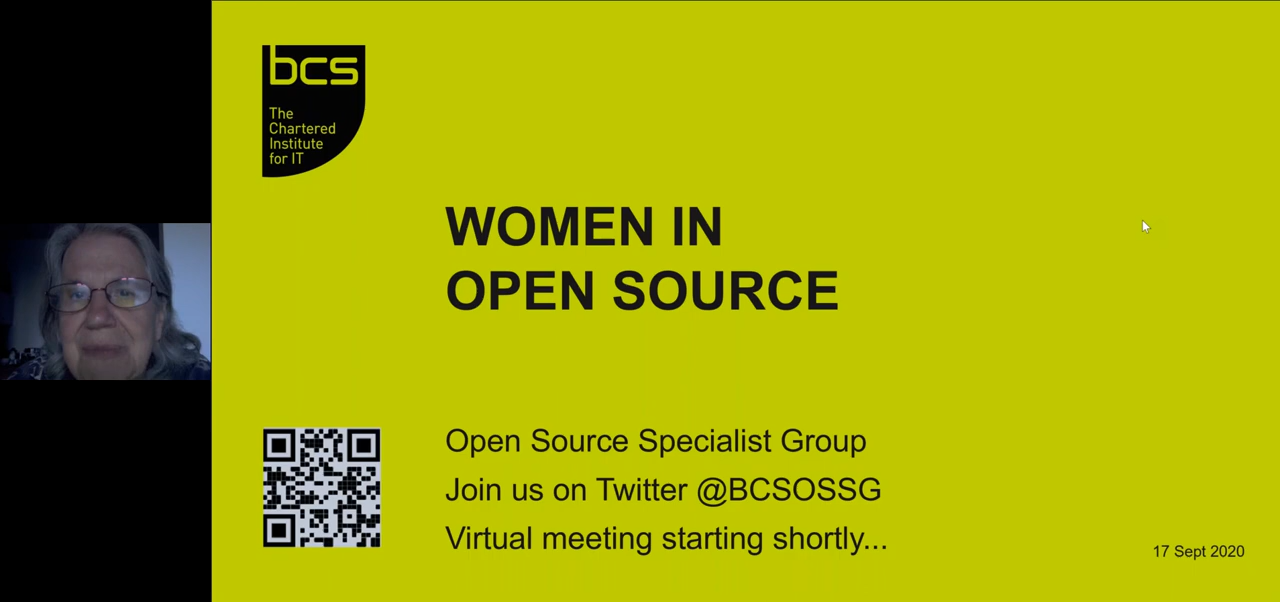 bcs
The
Chartered
Institute
for IT
WOMEN IN
OPEN SOURCE
Open Source Specialist Group
Join us on Twitter @BCSOSSG
Virtual meeting starting shortly...
17 Sept 2020